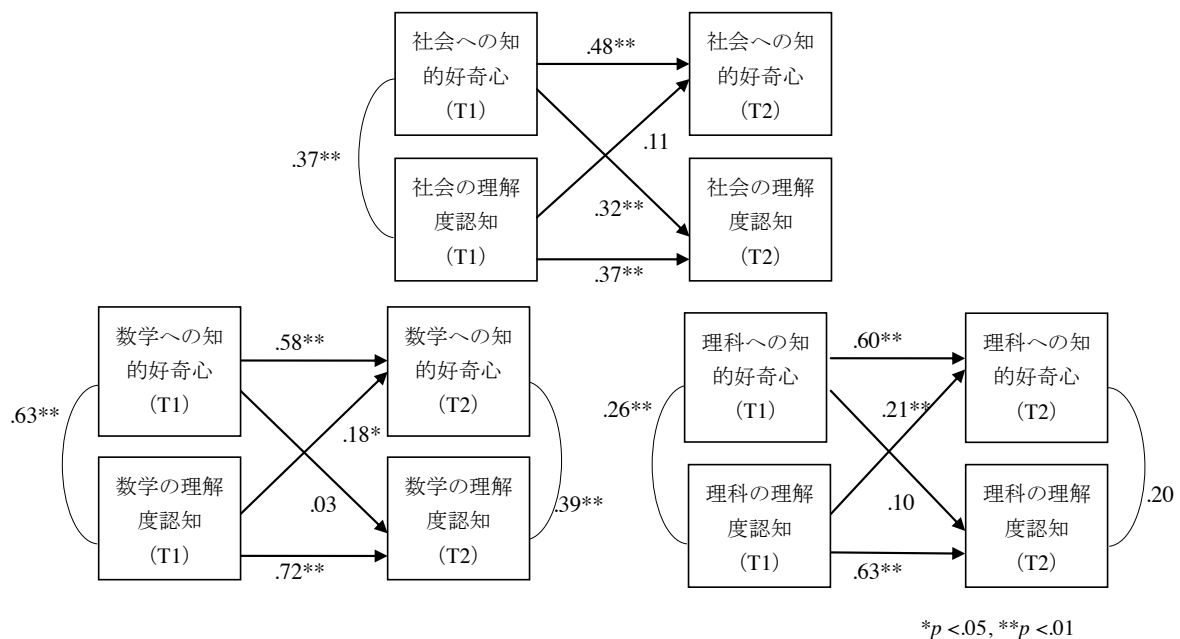 社会への知
的好奇心
（T1）
.48**
社会への知
的好奇心
（T2）
.37**
.11
社会の理解
度認知
（T1）
.32**
.37**
社会の理解
度認知
（T2）
数学への知
的好奇心
（T1）
.58**
数学への知
的好奇心
（T2）
.63**
.18*
数学の理解
度認知
（T1）
.03
.72**
数学の理解
度認知
（T2）
.39**
理科への知
的好奇心
（T1）
.60**
理科への知
的好奇心
（T2）
.26**
.21**
理科の理解
度認知
（T1）
.10
.63**
理科の理解
度認知
（T2）
.20
*p <.05, **p <.01